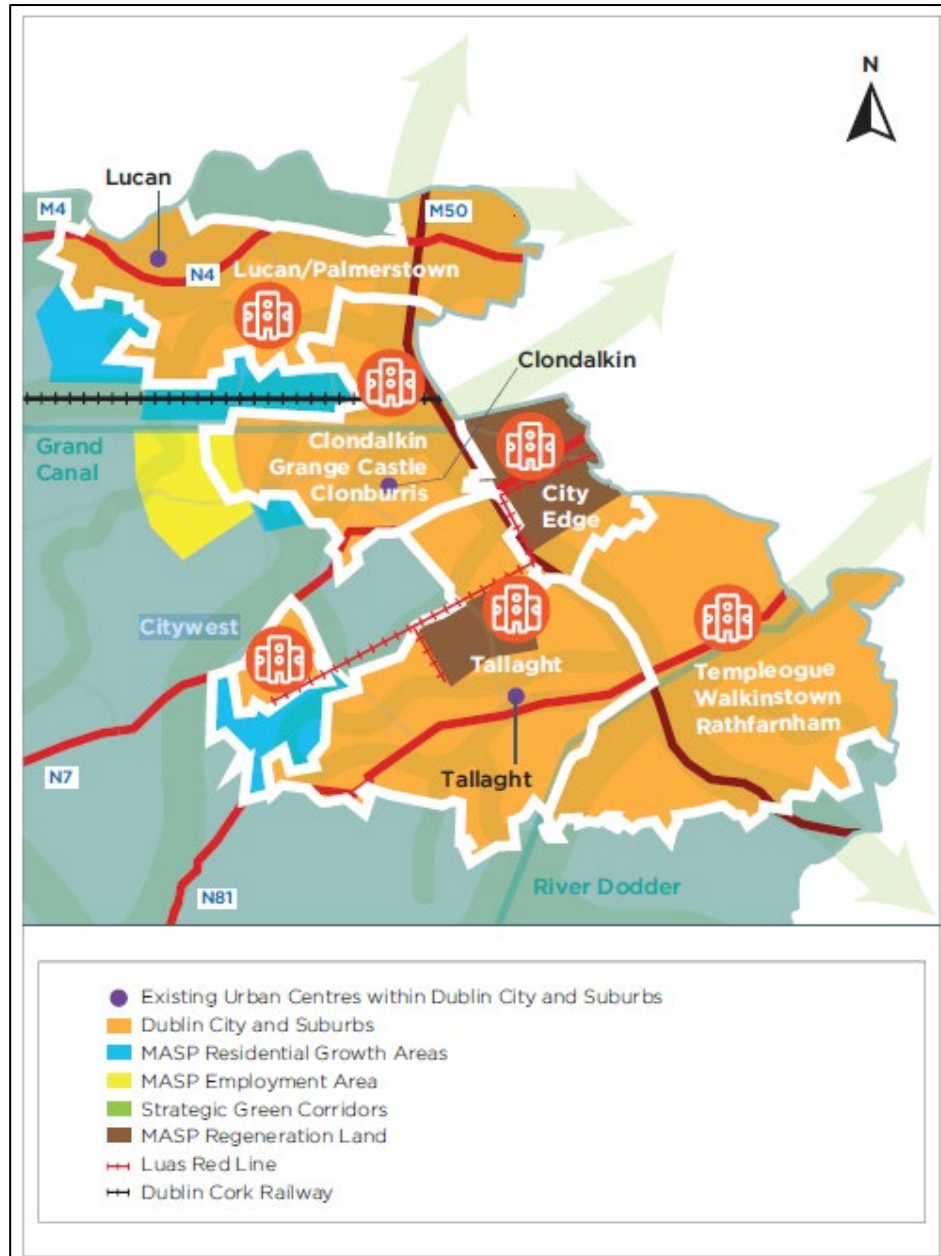 N
Lucan
M4
M50
N4
Lucan/Palmerstown
Clondalkin
Grand
Canal
Clondalkin
Grange Castle
Clonburris
City
Edge
Citywest
Tallaght
Templeogue
Walkinstown
Rathfarnham
N7
Tallaght
River Dodder
N81
Existing Urban Centres within Dublin City and Suburbs
Dublin City and Suburbs
MASP Residential Growth Areas
MASP Employment Area
Strategic Green Corridors
MASP Regeneration Land
Luas Red Line
Dublin Cork Railway